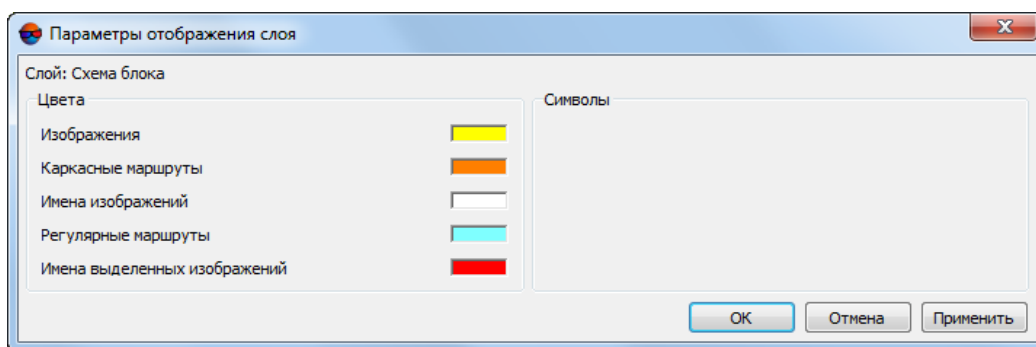 Параметры отображения слоя
Слой: Схема блока
Цвета
Символы
Изображения
Каркасные маршруты
Имена изображений
Регулярные маршруты
Имена выделенных изображений
ОК
Отмена
Применить